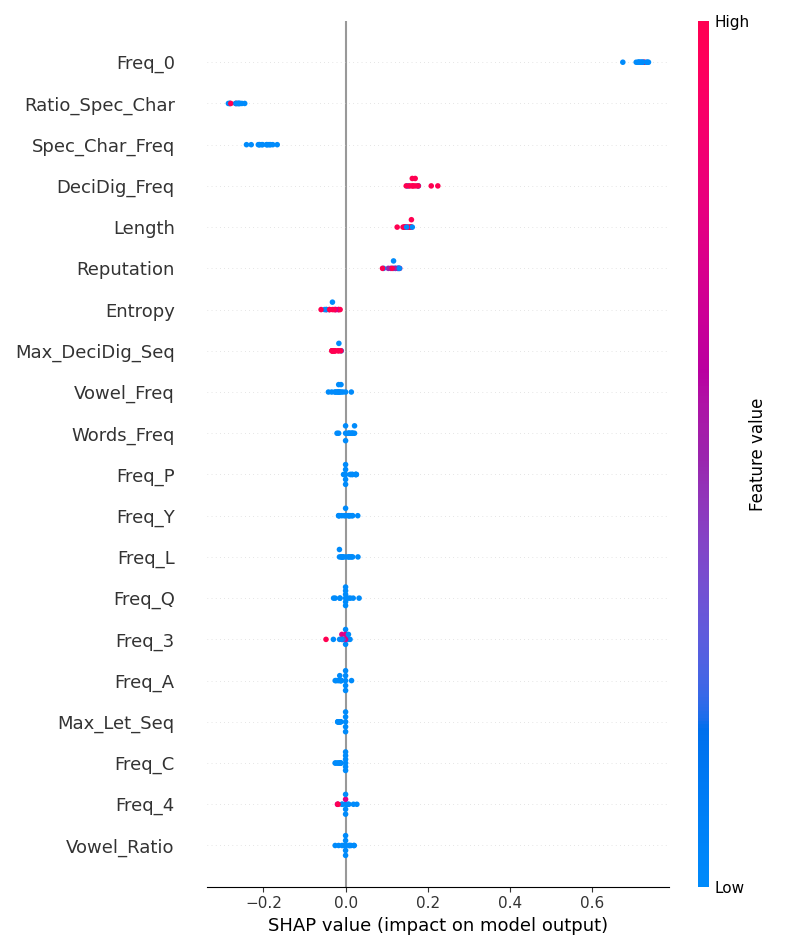 High
Freq_0
Ratio_Spec_Char
Spec_Char_Freq
DeciDig_Freq
Length
Reputation
Entropy
Max_DeciDig_Seq
Vowel_Freq
Words_Freq
Freq_P
Freq_Y
Freq_L
Freq_Q
Freq_3
Freq_A
Max_Let_Seq
Freq_C
Freq_4
Vowel_Ratio
Feature value
Low
−0.2 0.0 0.2 0.4 0.6
SHAP value (impact on model output)